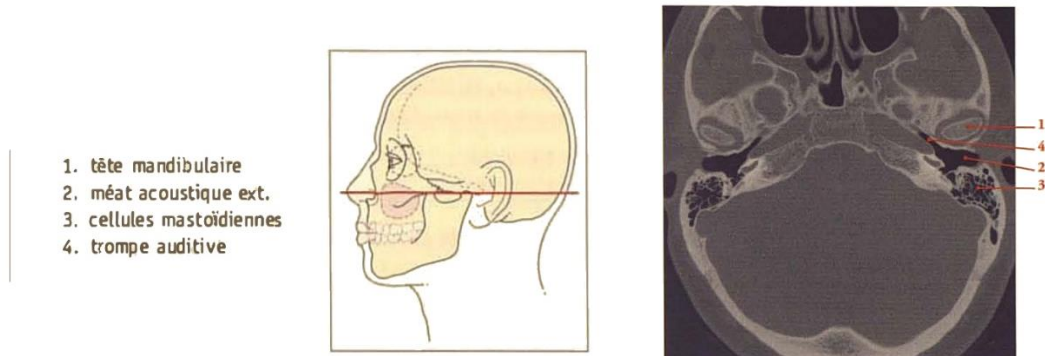 1. tête mandibulaire
2. méat acoustique ext.
3. cellules mastoïdiennes
4. trompe auditive
1
4
2
3